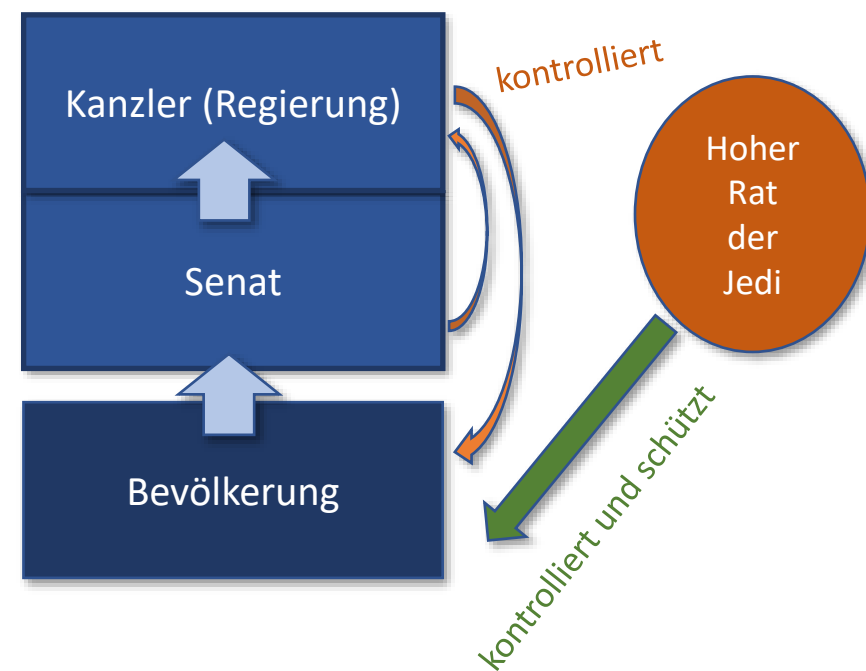 Kanzler (Regierung)
kontrolliert
Senat
Bevölkerung
Hoher
Rat
der
Jedi
kontrolliert und schützt